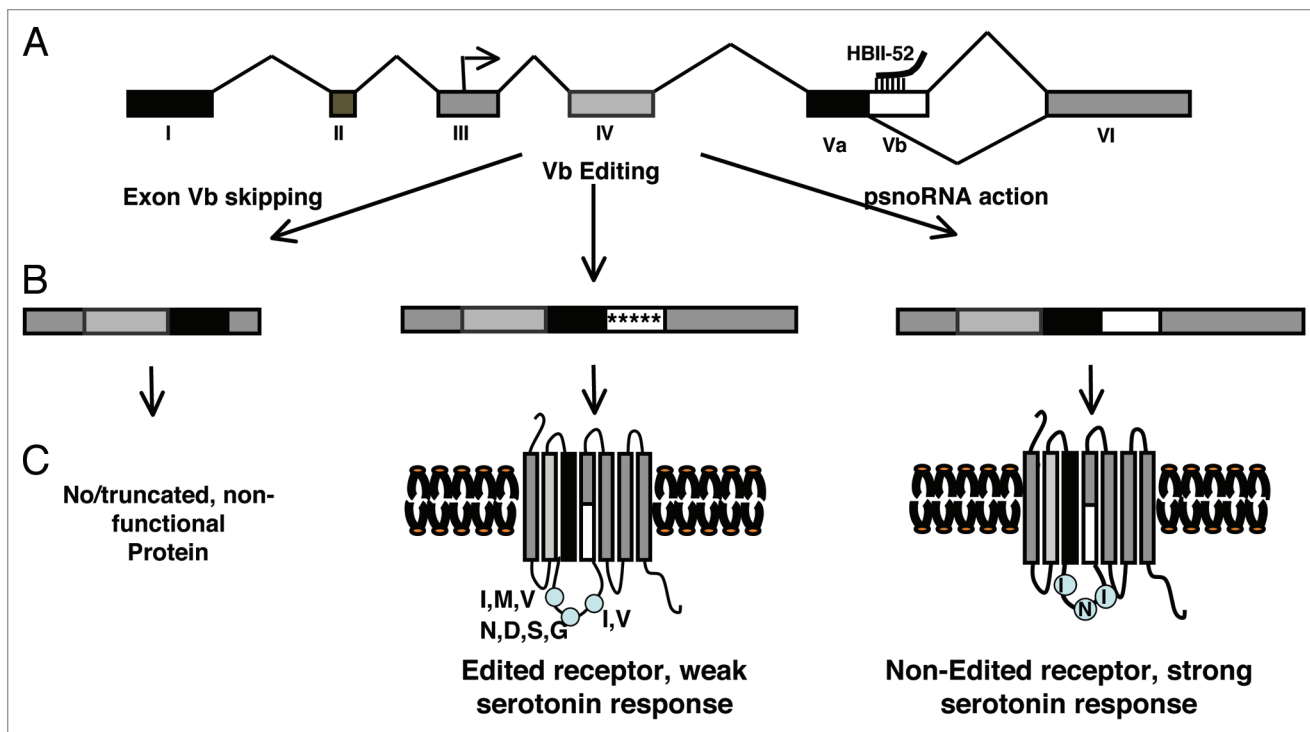 A
HBII-52
I
II
III
IV
Va
Vb
VI
Exon Vb skipping
Vb Editing
psnoRNA action
B
*****
C
No/truncated, non-
functional
Protein
I,M,V
N,D,S,G
I,V
I
N
I
Edited receptor, weak
serotonin response
Non-Edited receptor, strong
serotonin response